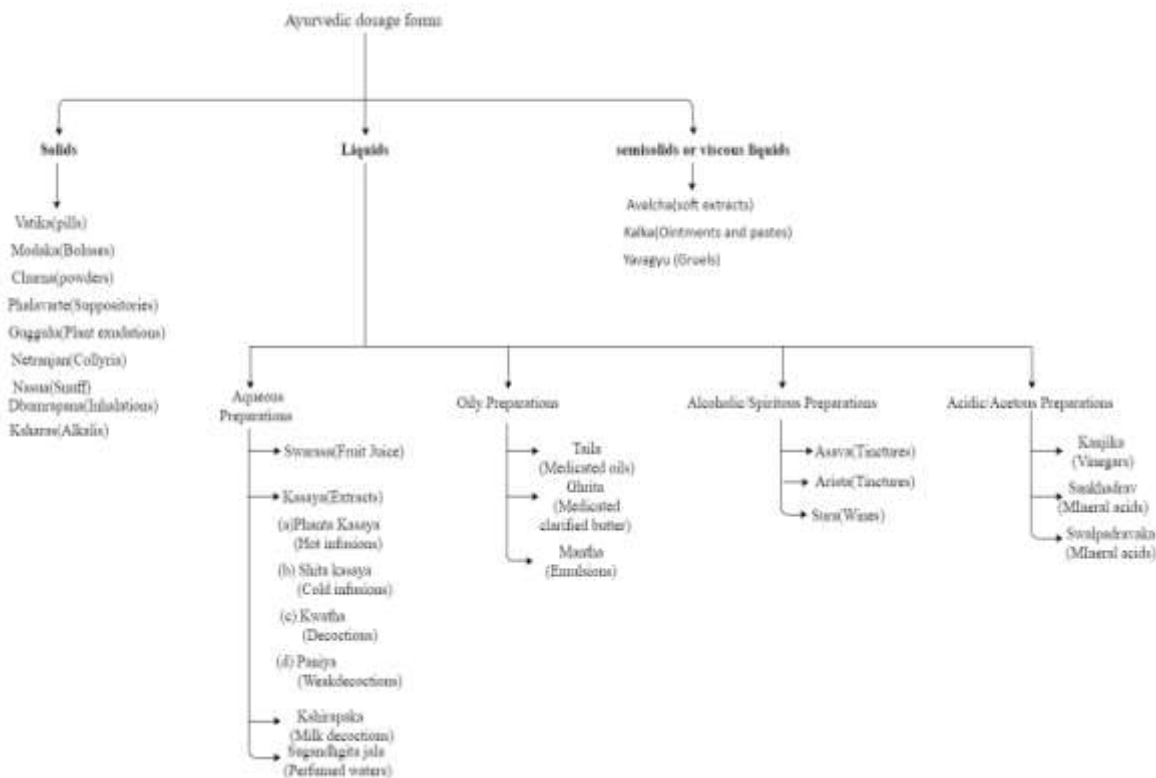 Ayurvedic dosage forms
Solids
Vatika(pills)
Modaka(Boluses)
Churna(powders)
Phalavarte(Suppositories)
Guggulu(Plant exudations)
Netranjan(Collyria)
Nasua(Snuff)
Dhumrapana(Inhalations)
Ksharas(Alkalis)
Liquids
Aqueous
Preparations
Swarasa(Fruit Juice)
Kasaya(Extracts)
(a)Phanta Kasaya
(Hot infusions)
(b) Shita kasaya
(Cold infusions)
(c) Kwatha
(Decoctions)
(d) Paniya
(Weakdecoctions)
Kshirapaka
(Milk decoctions)
Sugandhgita jala
(Perfumed waters)
Oily Preparations
Taila
(Medicated oils)
Ghrita
(Medicated
clarified butter)
Mantha
(Emulsions)
Alcoholic/Spiritous Preparations
Asava(Tinctures)
Arista(Tinctures)
Sura(Wines)
Acidic/Acetous Preparations
Kanjika
(Vinegars)
Sankhadrav
(MIneral acids)
Swalpadravaka
(MIneral acids)
semisolids or viscous liquids
Avelcha(soft extracts)
Kalka(Ointments and pastes)
Yavagyu (Gruels)